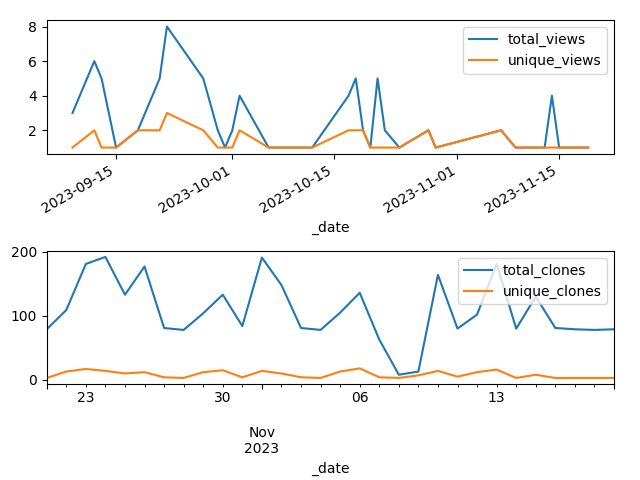 8
6
4
2
total_views
unique_views
2023-09-15
2023-10-01
2023-10-15
2023-11-01
2023-11-15
_date
200
100
0
total_clones
unique_clones
23
30
06
13
Nov
2023
_date